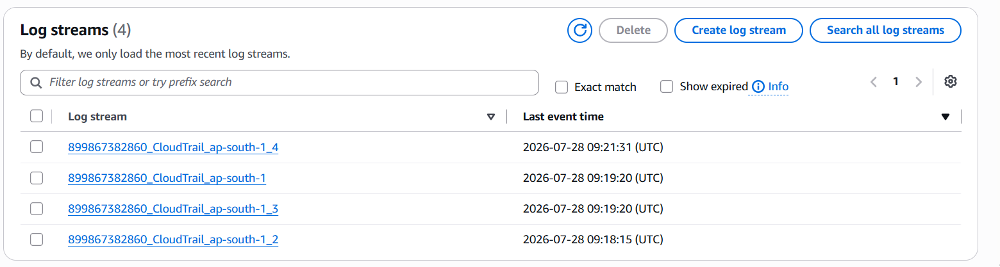 Log streams (4)
Delete
Create log stream
Search all log streams
By default, we only load the most recent log streams.
Filter log streams or try prefix search
Exact match
Show expired
Info
1
Log stream
Last event time
899867382860_CloudTrail_ap-south-1_4
2026-07-28 09:21:31 (UTC)
899867382860_CloudTrail_ap-south-1
2026-07-28 09:19:20 (UTC)
899867382860_CloudTrail_ap-south-1_3
2026-07-28 09:19:20 (UTC)
899867382860_CloudTrail_ap-south-1_2
2026-07-28 09:18:15 (UTC)